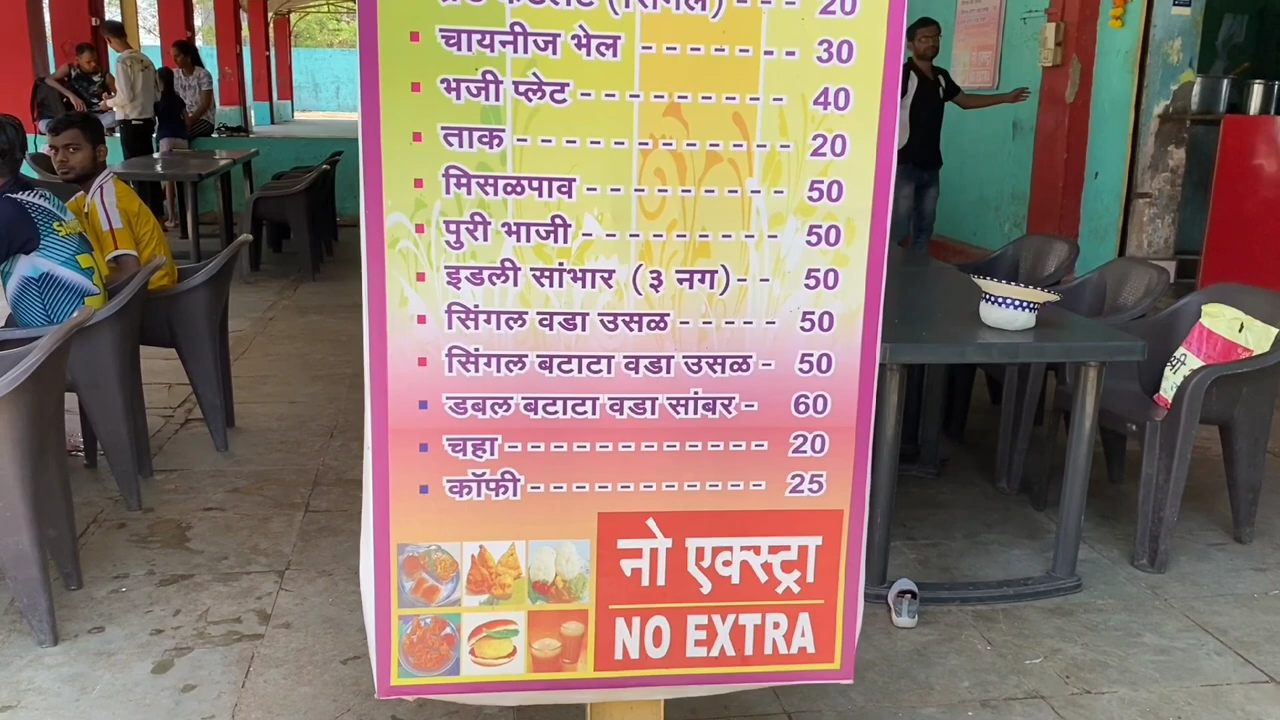 चायनीज भेल ------- 30
भजी प्लेट --------- 40
ताक ------------ 20
मिसळपाव -------- 50
पुरी भाजी --------- 50
इडली सांभार (३ नग)-- 50
सिंगल वडा उसळ ----- 50
सिंगल बटाटा वडा उसळ - 50
डबल बटाटा वडा सांबर - 60
चहा ------------ 20
कॉफी ----------- 25
नो एक्स्ट्रा
NO EXTRA